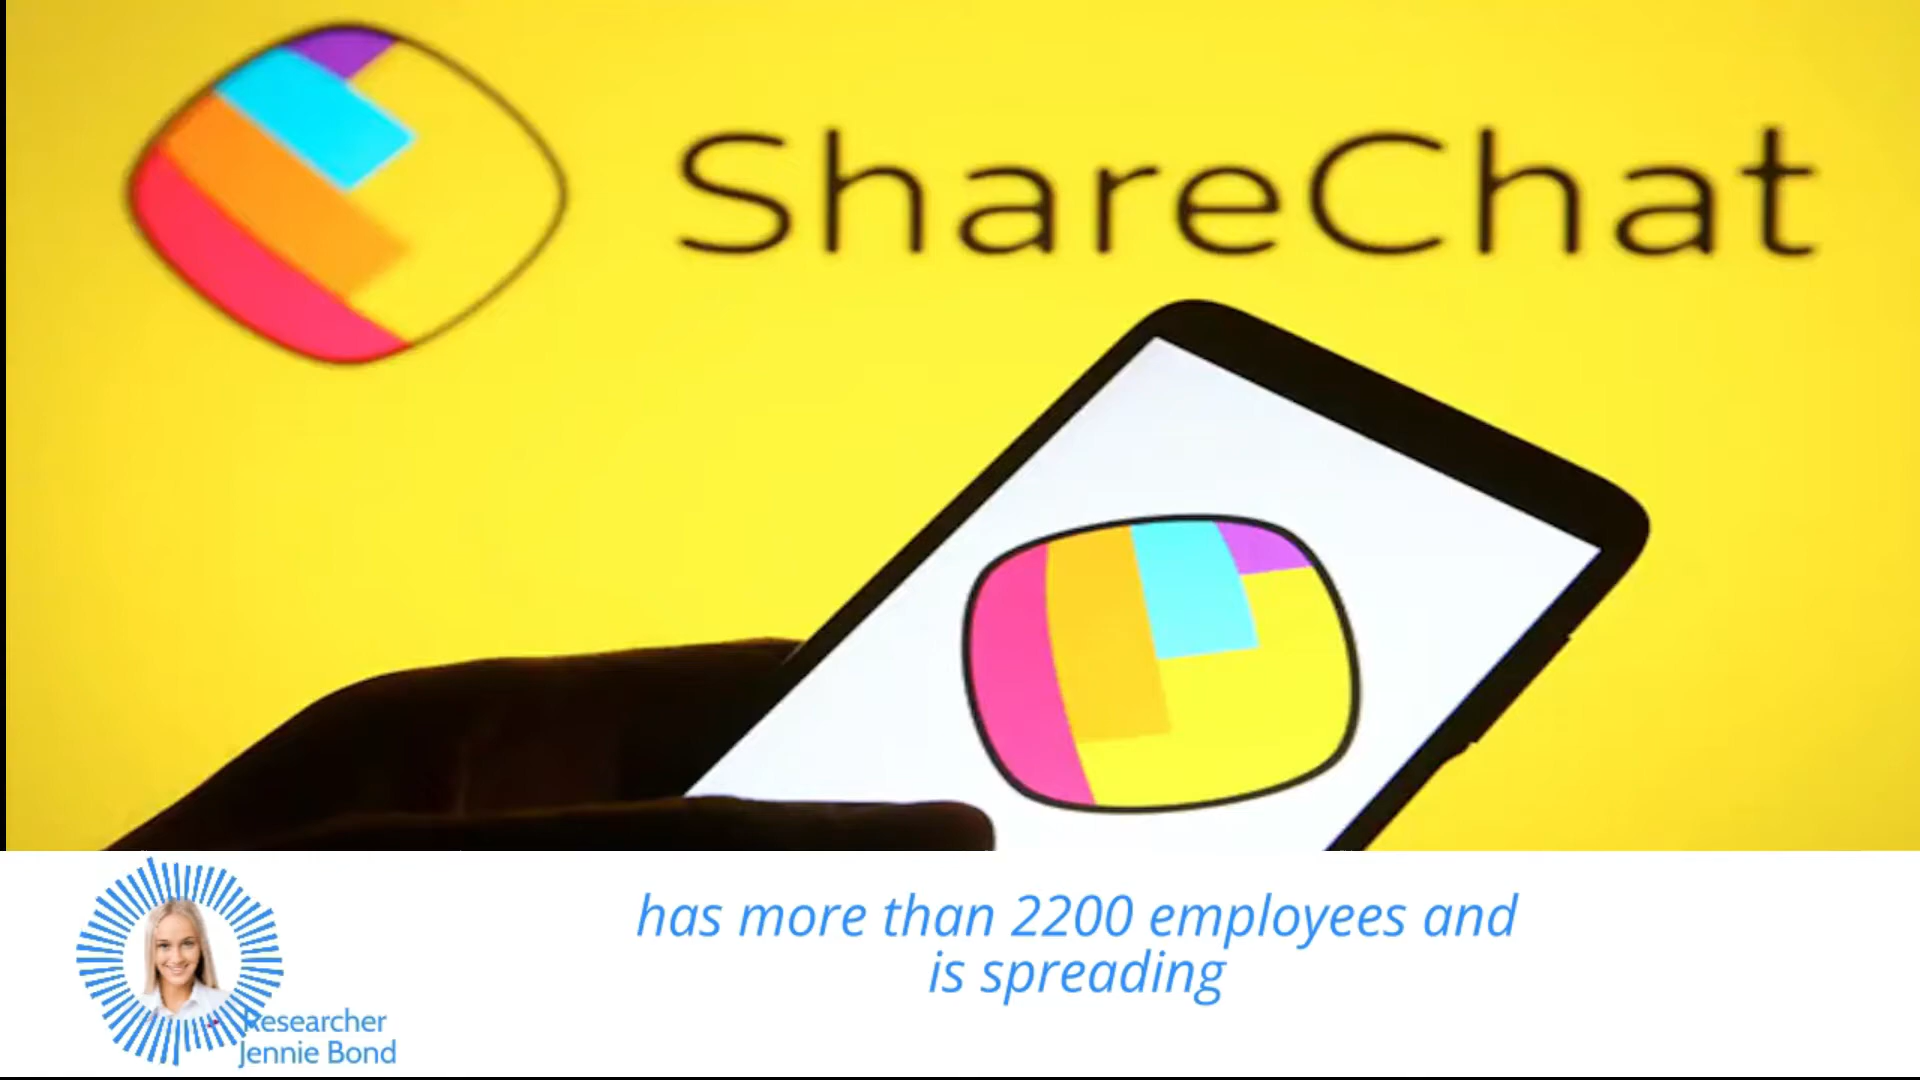 ShareChat
has more than 2200 employees and
is spreading
Researcher
Jennie Bond